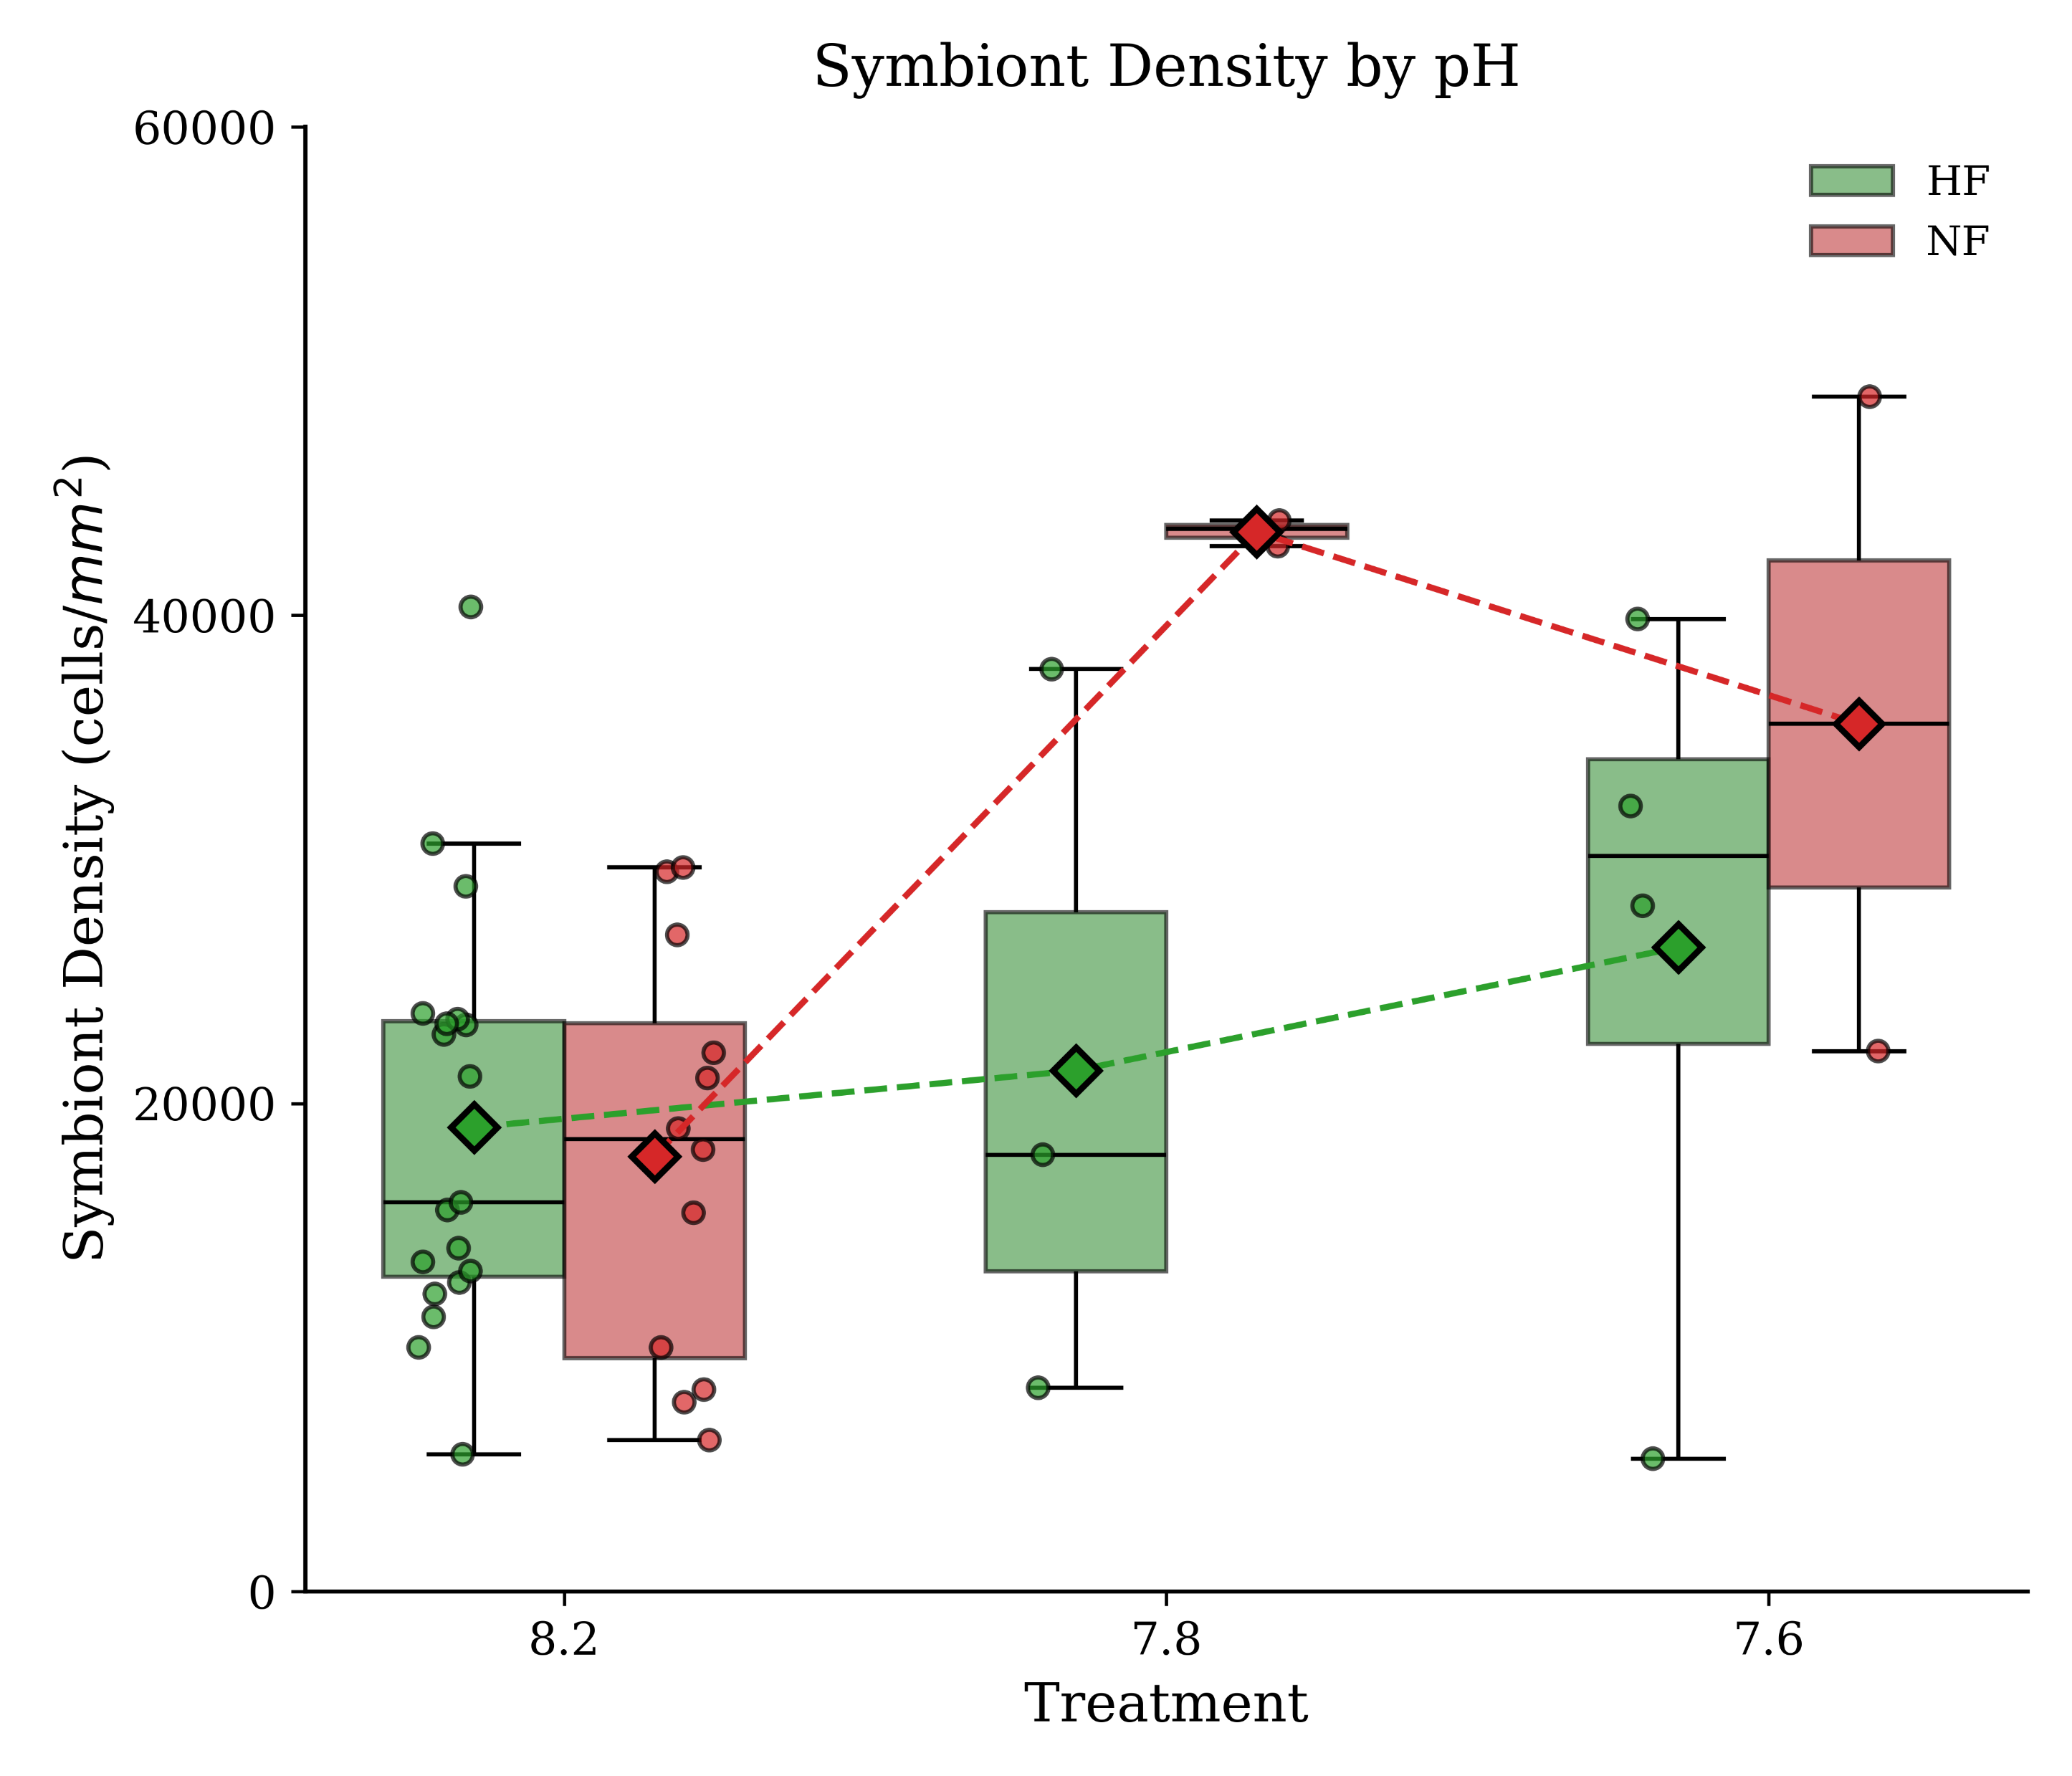 Symbiont Density by pH
HF
NF
60000
40000
20000
0
Symbiont Density (cells/mm²)
8.2
7.8
7.6
Treatment